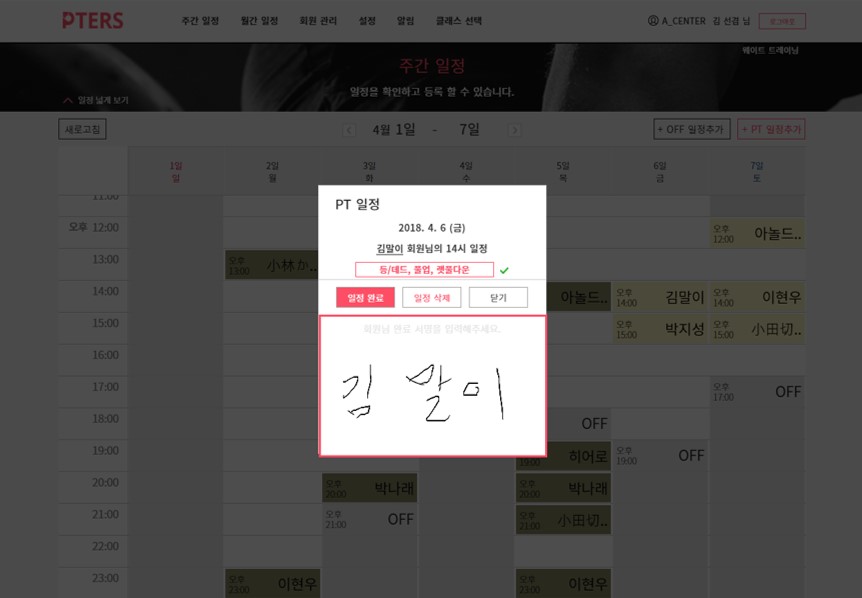 PTERS 주간 일정 월간 일정 회원 관리 설정 알림 클래스 선택 A_CENTER 김 선겸 님 로그아웃
웨이트 트레이닝
주간 일정
일정을 확인하고 등록 할 수 있습니다.
일정 넓게 보기
새로고침 4월 1일 - 7일 + OFF 일정추가 + PT 일정추가
1일 2일 3일 4일 5일 6일 7일
일 월 화 수 목 금 토
11:00
오후 12:00 오후 12:00 아놀드..
13:00 오후 13:00 小林か..
14:00 아놀드.. 오후 14:00 김말이 오후 14:00 이현우
15:00 오후 15:00 박지성 오후 15:00 小田切..
16:00
17:00 오후 17:00 OFF
18:00 OFF
19:00 19:00 히어로 오후 19:00 OFF
20:00 오후 20:00 박나래 오후 20:00 박나래
21:00 오후 21:00 OFF 오후 21:00 小田切..
22:00
23:00 오후 23:00 이현우 오후 23:00 이현우
PT 일정
2018. 4. 6 (금)
김말이 회원님의 14시 일정
등/데드, 풀업, 랫풀다운
일정 완료 일정 삭제 닫기
회원님 완료 서명을 입력해주세요.
김 말이